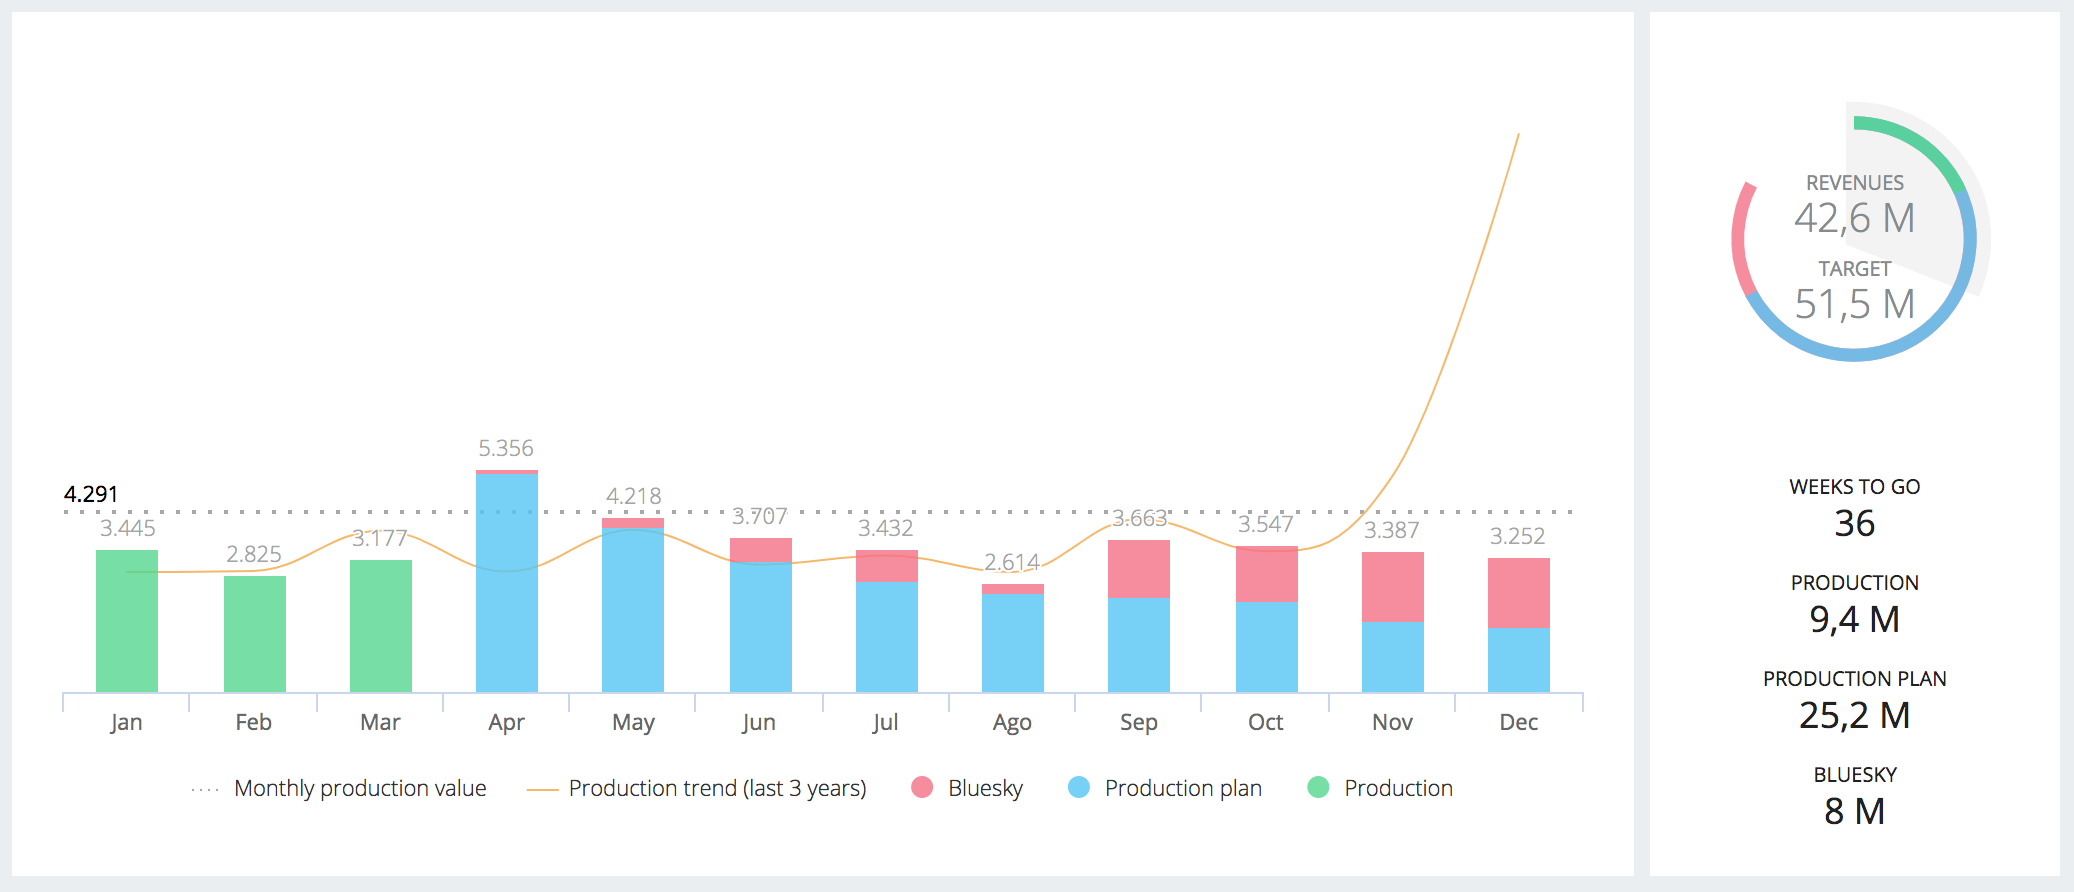 5.356
4.291
4.218
3.445
2.825
3.177
3.707
3.432
2.614
3.663
3.547
3.387
3.252
Jan Feb Mar Apr May Jun Jul Ago Sep Oct Nov Dec
Monthly production value Production trend (last 3 years) Bluesky Production plan Production
REVENUES
42,6 M
TARGET
51,5 M
WEEKS TO GO
36
PRODUCTION
9,4 M
PRODUCTION PLAN
25,2 M
BLUESKY
8 M